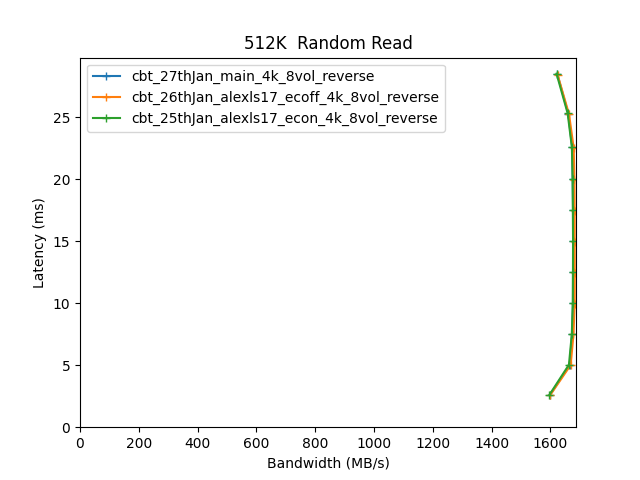 512K  Random Read
cbt_27thJan_main_4k_8vol_reverse
cbt_26thJan_alexls17_ecoff_4k_8vol_reverse
cbt_25thJan_alexls17_econ_4k_8vol_reverse
Latency (ms)
25
20
15
10
5
0
0 200 400 600 800 1000 1200 1400 1600
Bandwidth (MB/s)